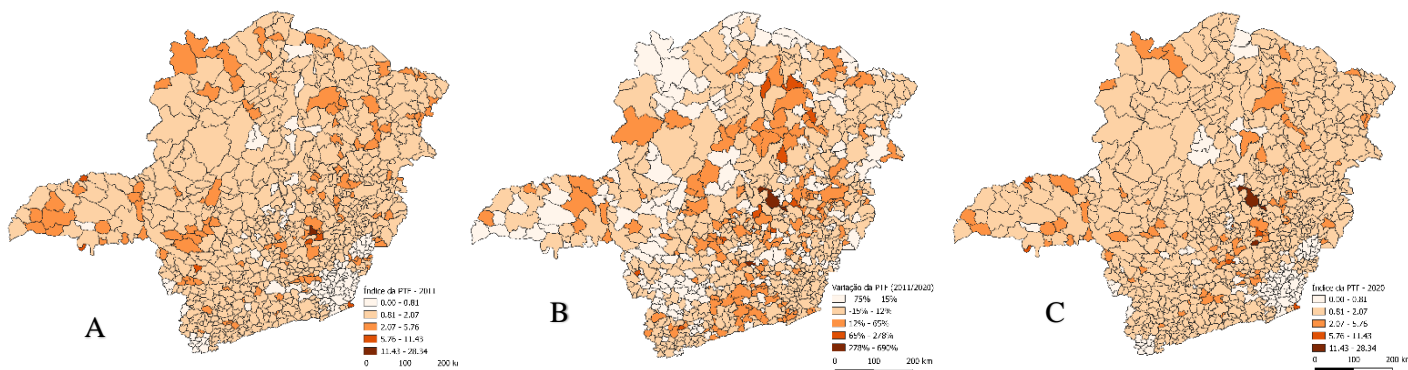 A
Índice da PTF - 2011
0.00 - 0.81
0.81 - 2.07
2.07 - 5.76
5.76 - 11.43
11.43 - 28.34
0 100 200 km
B
Variação da PTF (2011/2020)
75% - 15%
-15% - 12%
12% - 65%
65% - 278%
278% - 690%
0 100 200 km
C
Índice da PTF - 2020
0.00 - 0.81
0.81 - 2.07
2.07 - 5.76
5.76 - 11.43
11.43 - 28.34
0 100 200 km